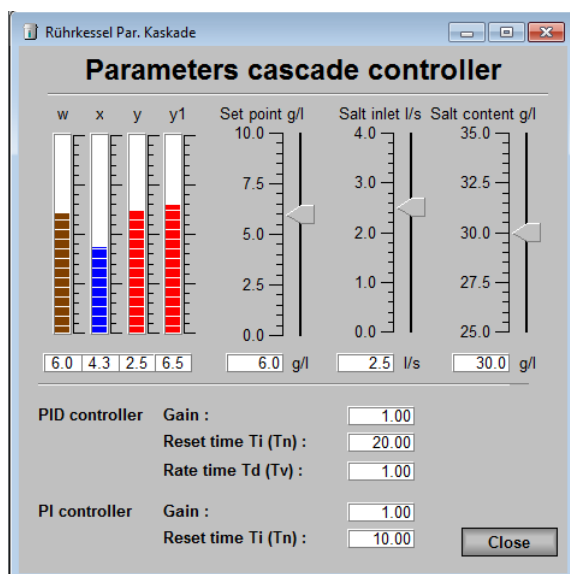 Rührkessel Par. Kaskade
Parameters cascade controller
w x y y1 Set point g/l Salt inlet l/s Salt content g/l
10.0 4.0 35.0
7.5 3.0 32.5
5.0 2.0 30.0
2.5 1.0 27.5
0.0 0.0 25.0
6.0 4.3 2.5 6.5 6.0 g/l 2.5 l/s 30.0 g/l
PID controller Gain : 1.00
Reset time Ti (Tn) : 20.00
Rate time Td (Tv) : 1.00
PI controller Gain : 1.00
Reset time Ti (Tn) : 10.00
Close